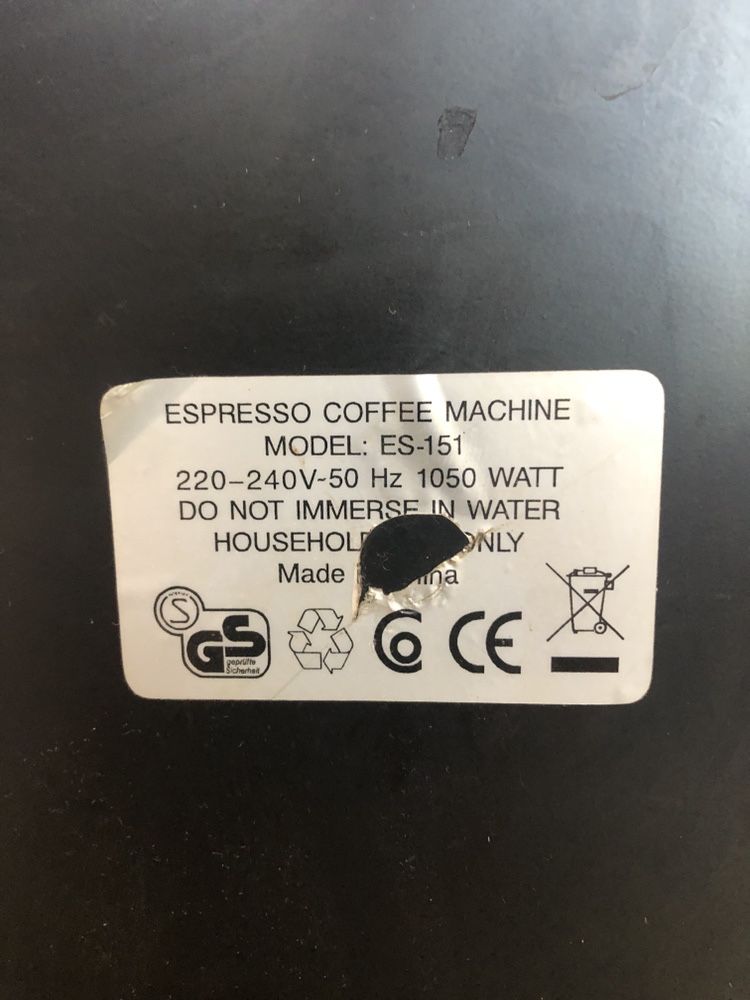 ESPRESSO COFFEE MACHINE
MODEL: ES-151
220-240V~50 Hz 1050 WATT
DO NOT IMMERSE IN WATER
HOUSEHOLD ONLY
Made
S
GS
geprüfte
Sicherheit
CE